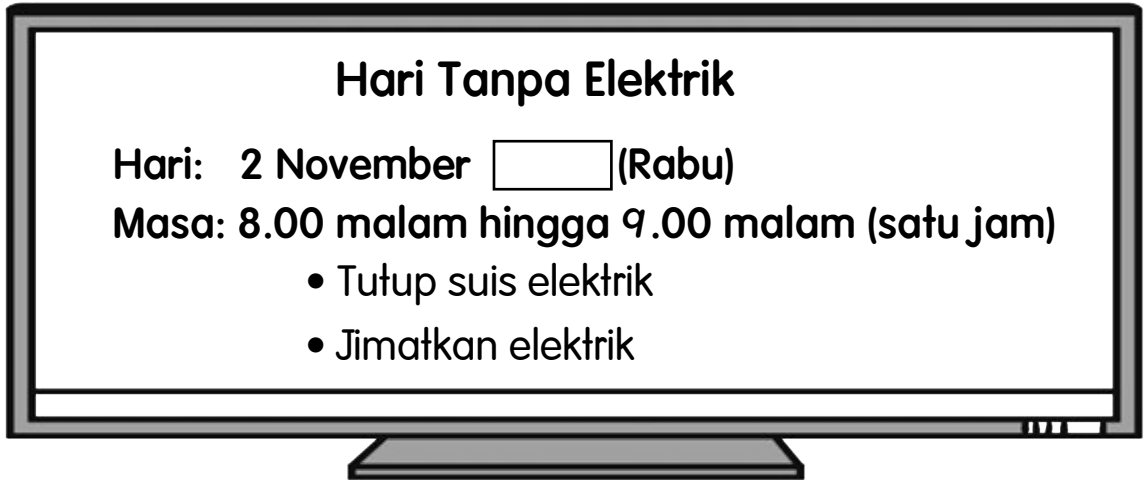 Hari Tanpa Elektrik
Hari: 2 November (Rabu)
Masa: 8.00 malam hingga 9.00 malam (satu jam)
• Tutup suis elektrik
• Jimatkan elektrik